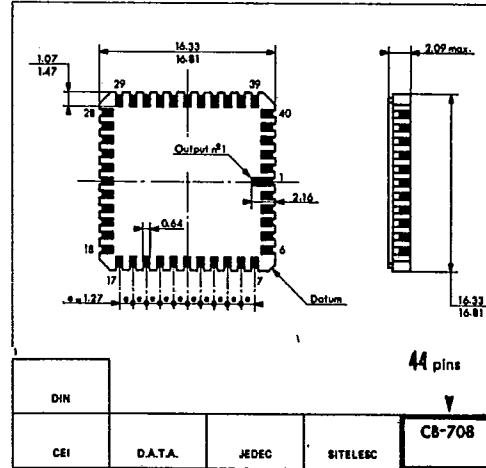 16.33
16.81
2.09 max.
1.07
1.47
29
39
28
40
Output nº1
1
2.16
0.64
18
6
17
7
e = 1.27
e e e e e e e e e e
Datum
16.33
16.81
44 pins
DIN
CEI
D.A.T.A.
JEDEC
SITELESC
CB-708